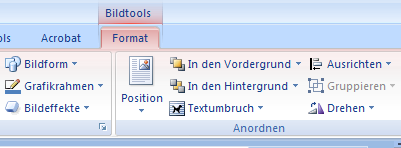 Bildtools
Acrobat Format
Bildform In den Vordergrund Ausrichten
Grafikrahmen In den Hintergrund Gruppieren
Bildeffekte Position Textumbruch Drehen
Anordnen